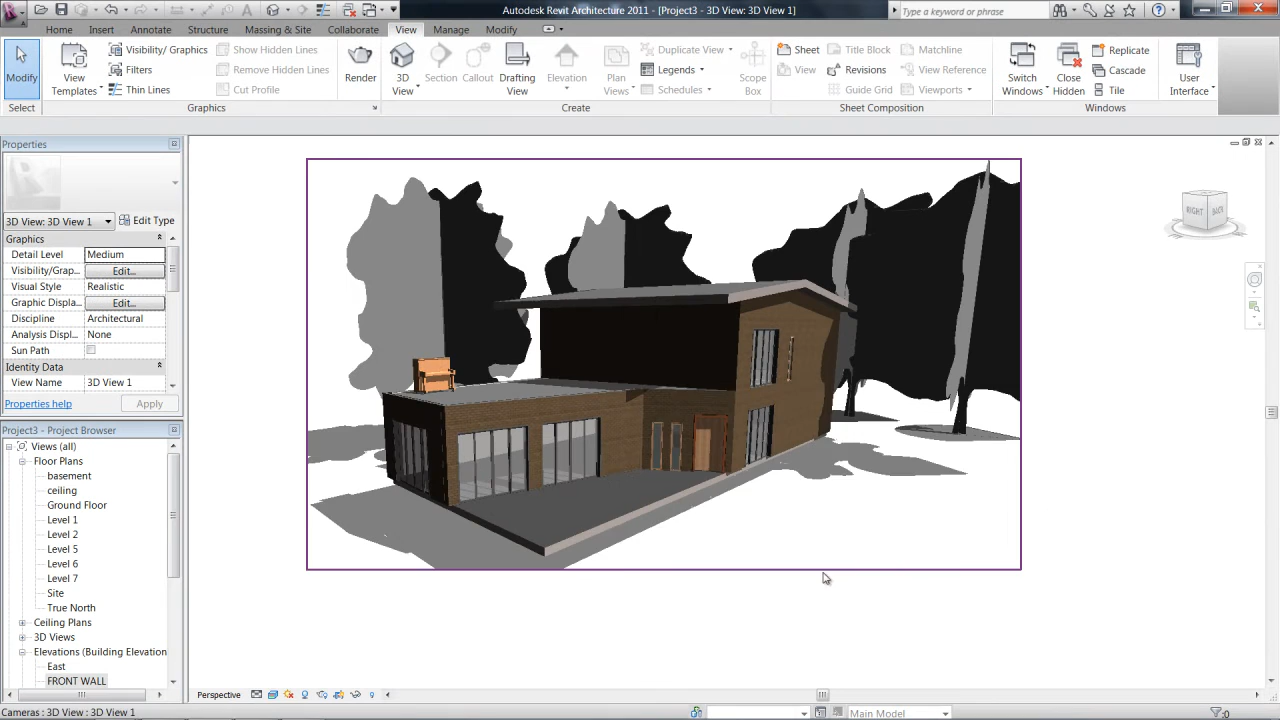 Autodesk Revit Architecture 2011 - [Project3 - 3D View: 3D View 1]
Type a keyword or phrase
Home Insert Annotate Structure Massing & Site Collaborate View Manage Modify
Modify
View Templates
Visibility/ Graphics
Filters
Thin Lines
Show Hidden Lines
Remove Hidden Lines
Cut Profile
Render
3D View
Section
Callout
Drafting View
Elevation
Plan Views
Duplicate View
Legends
Schedules
Scope Box
Sheet
View
Title Block
Revisions
Guide Grid
Matchline
View Reference
Viewports
Switch Windows
Close Hidden
Replicate
Cascade
Tile
User Interface
Select Graphics Create Sheet Composition Windows
Properties
3D View: 3D View 1 Edit Type
Graphics
Detail Level Medium
Visibility/Grap... Edit...
Visual Style Realistic
Graphic Displa... Edit...
Discipline Architectural
Analysis Displ... None
Sun Path
Identity Data
View Name 3D View 1
Properties help Apply
Project3 - Project Browser
Views (all)
Floor Plans
basement
ceiling
Ground Floor
Level 1
Level 2
Level 5
Level 6
Level 7
Site
True North
Ceiling Plans
3D Views
Elevations (Building Elevation
East
FRONT WALL
RIGHT BACK
Perspective
Cameras : 3D View : 3D View 1
Main Model
:0